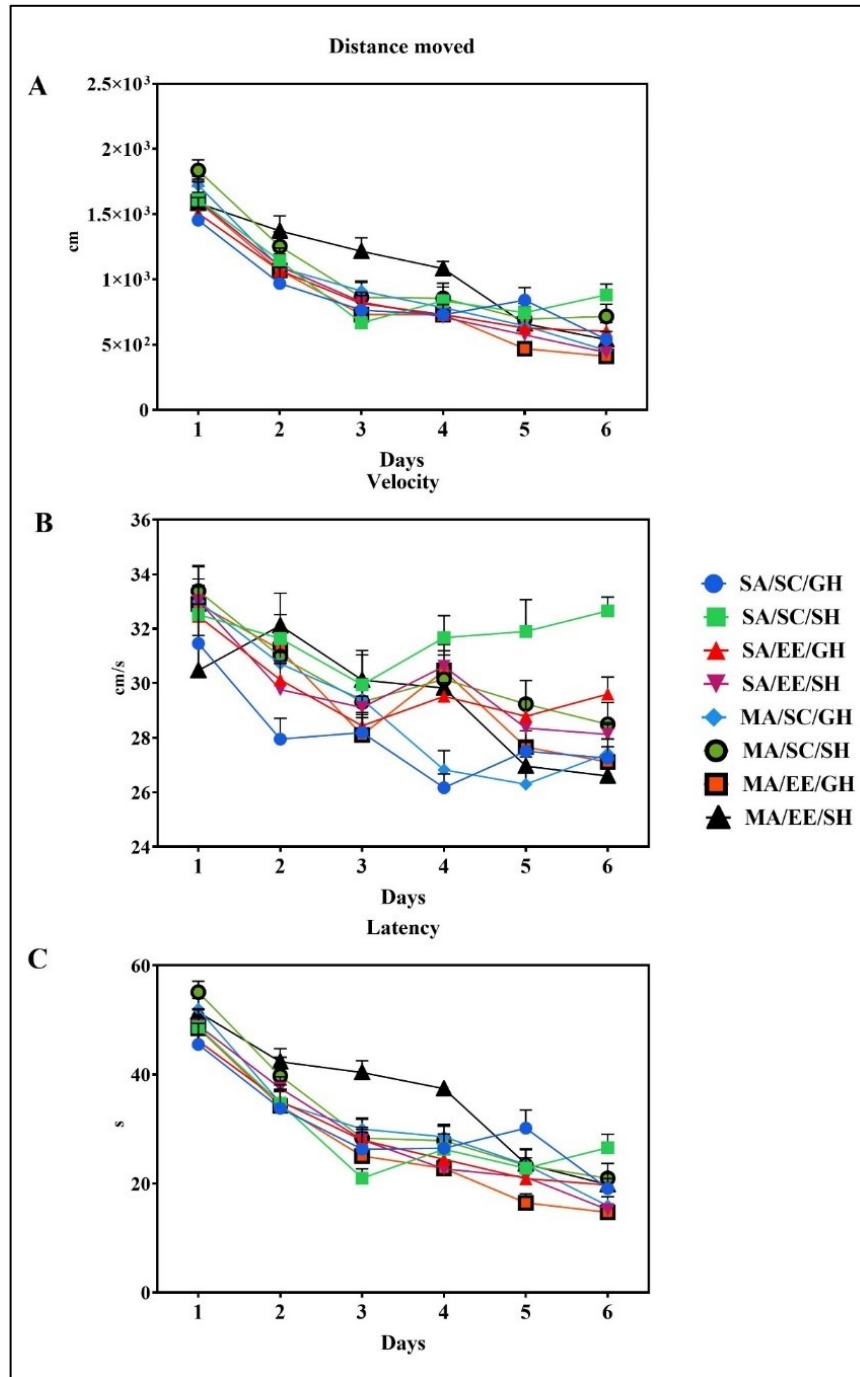 Distance moved
A
2.5×10³
2×10³
1.5×10³
1×10³
5×10²
0
cm
1 2 3 4 5 6
Days
Velocity
B
36
34
32
30
28
26
24
cm/s
1 2 3 4 5 6
Days
SA/SC/GH
SA/SC/SH
SA/EE/GH
SA/EE/SH
MA/SC/GH
MA/SC/SH
MA/EE/GH
MA/EE/SH
Latency
C
60
40
20
0
s
1 2 3 4 5 6
Days